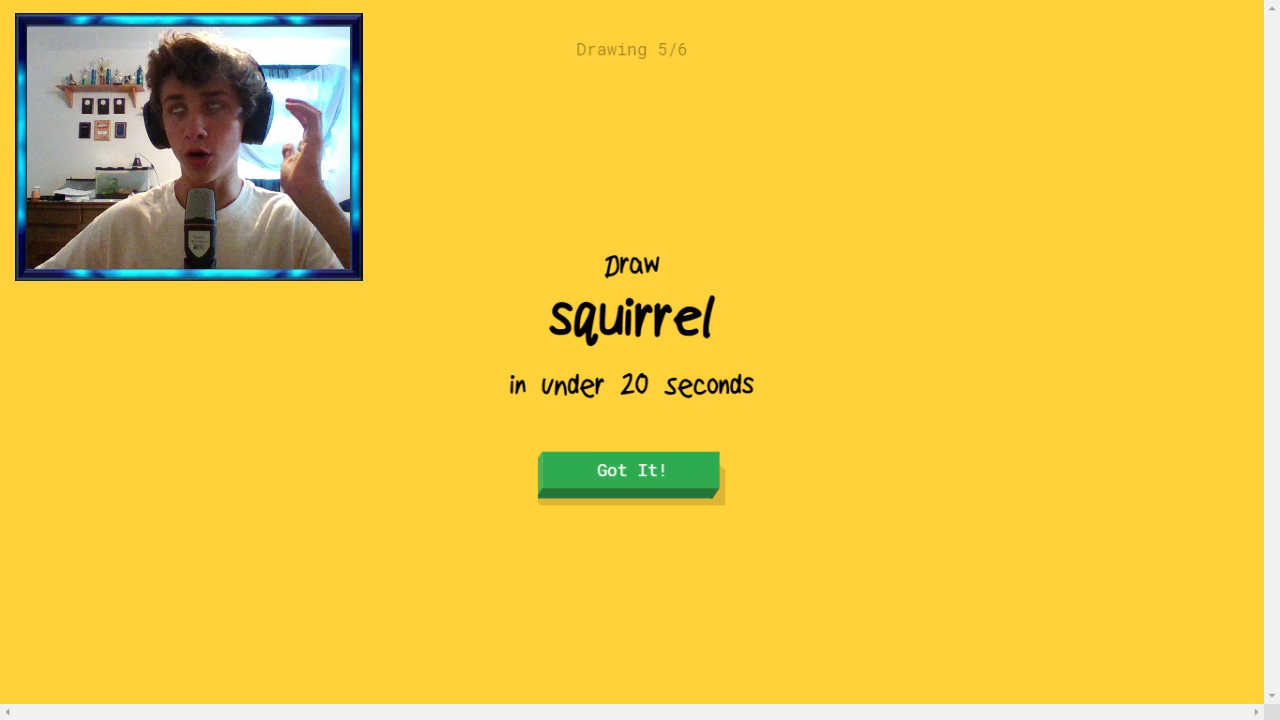 Drawing 5/6
Draw
squirrel
in under 20 seconds
Got It!